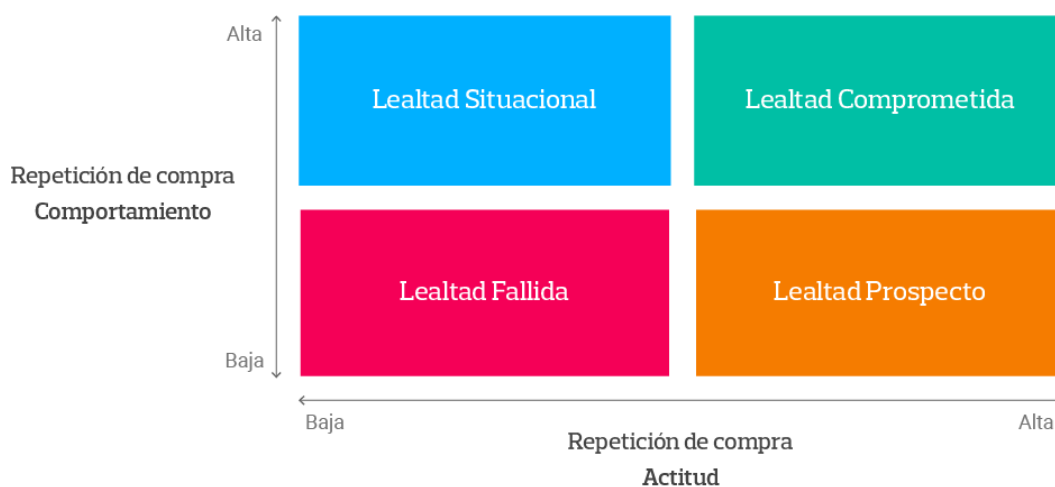 Alta
Lealtad Situacional
Lealtad Comprometida
Repetición de compra
Comportamiento
Lealtad Fallida
Lealtad Prospecto
Baja
Baja
Alta
Repetición de compra
Actitud